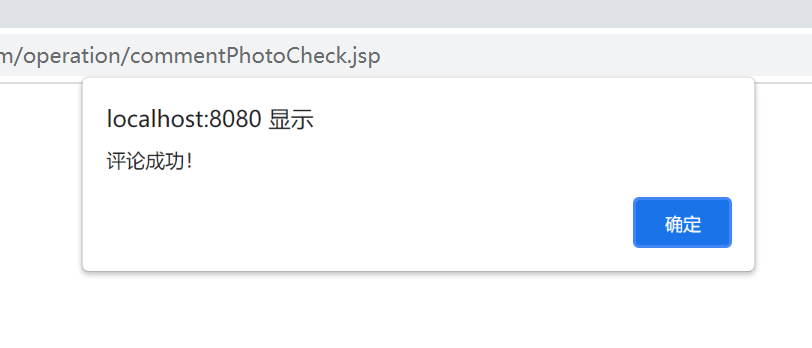 m/operation/commentPhotoCheck.jsp
localhost:8080 显示
评论成功！
确定